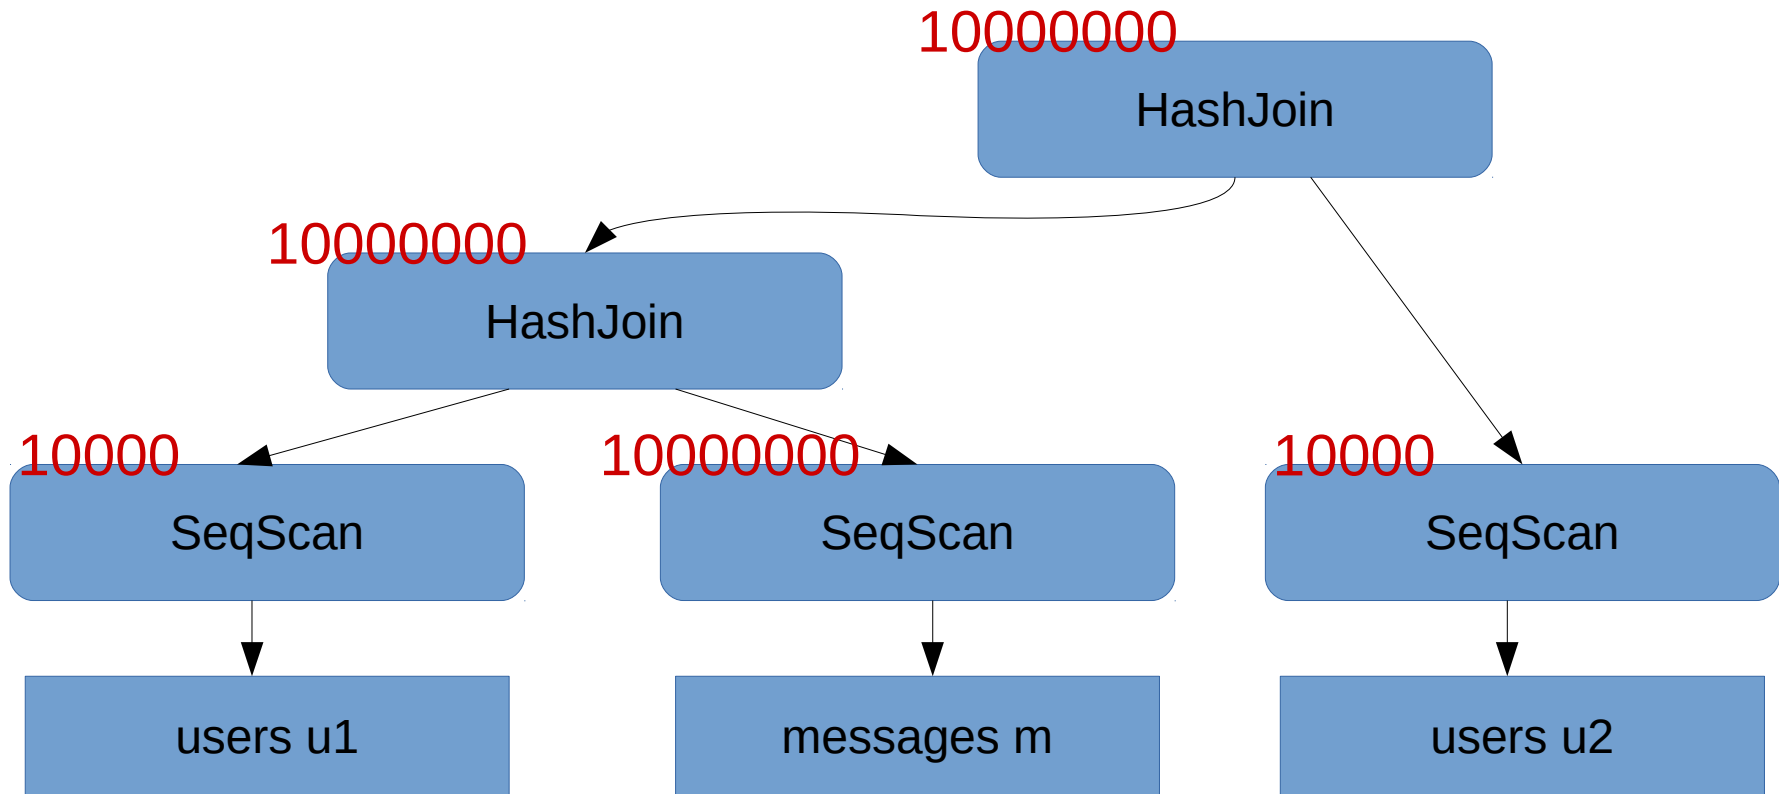 10000000
HashJoin
10000000
HashJoin
10000
10000000
10000
SeqScan
SeqScan
SeqScan
users u1
messages m
users u2